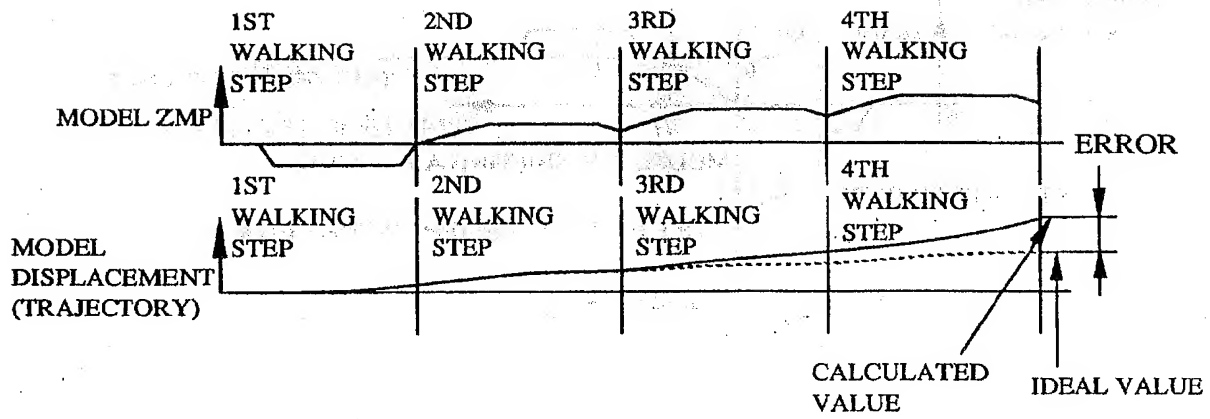 1ST
WALKING
STEP
2ND
WALKING
STEP
3RD
WALKING
STEP
4TH
WALKING
STEP
MODEL ZMP
ERROR
1ST
WALKING
STEP
2ND
WALKING
STEP
3RD
WALKING
STEP
4TH
WALKING
STEP
MODEL
DISPLACEMENT
(TRAJECTORY)
CALCULATED
VALUE
IDEAL VALUE